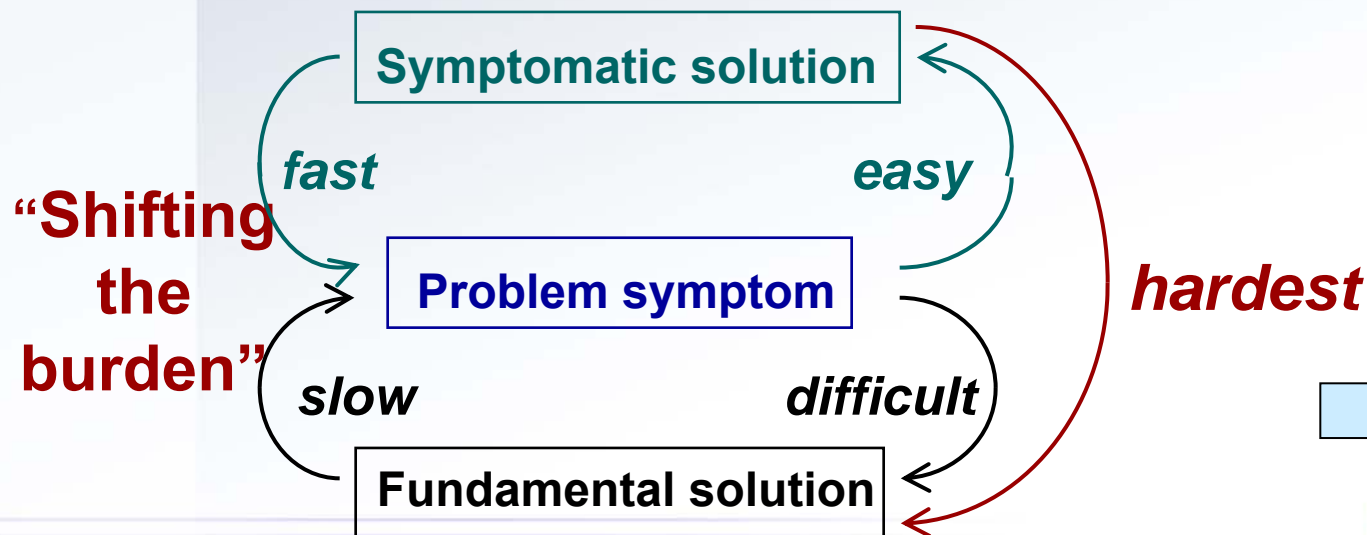 Symptomatic solution
fast
easy
“Shifting
the
burden”
Problem symptom
hardest
slow
difficult
Fundamental solution